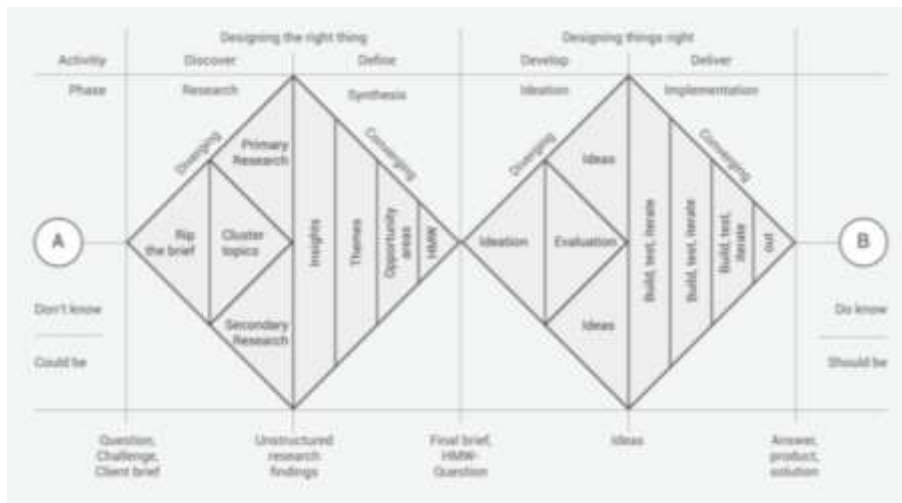 Designing the right thing
Designing things right
Activitiy
Discover
Define
Develop
Deliver
Phase
Research
Synthesis
Ideation
Implementation
Diverging
Converging
Diverging
Converging
Primary
Research
Rip
the brief
Cluster
topics
Secondary
Research
Insights
Themes
Opportunity
areas
HMW
Ideas
Ideation
Evaluation
Ideas
Build, test, iterate
Build, test, iterate
Build, test,
iterate
out
A
B
Don't know
Could be
Do know
Should be
Question,
Challenge,
Client brief
Unstructured
research
findings
Final brief,
HMW-
Question
Ideas
Answer,
product,
solution